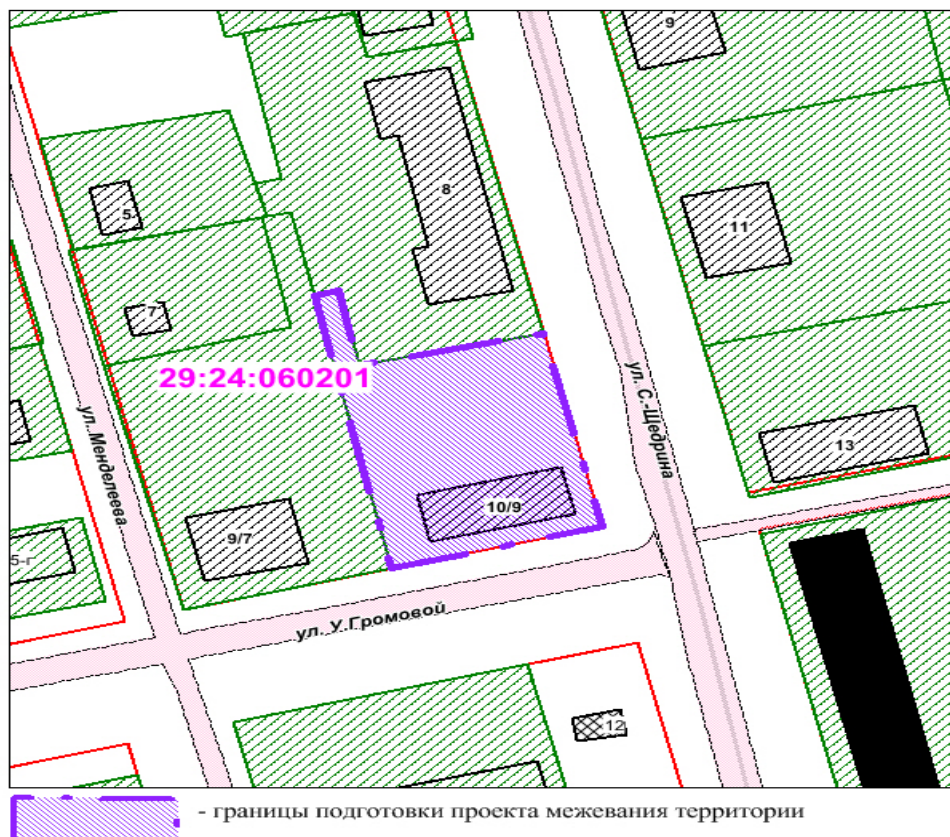 9
8
5
11
7
29:24:060201
ул. С.-Щедрина
ул. Менделеева
13
10/9
9/7
5-г
ул. У.Громовой
12
- границы подготовки проекта межевания территории